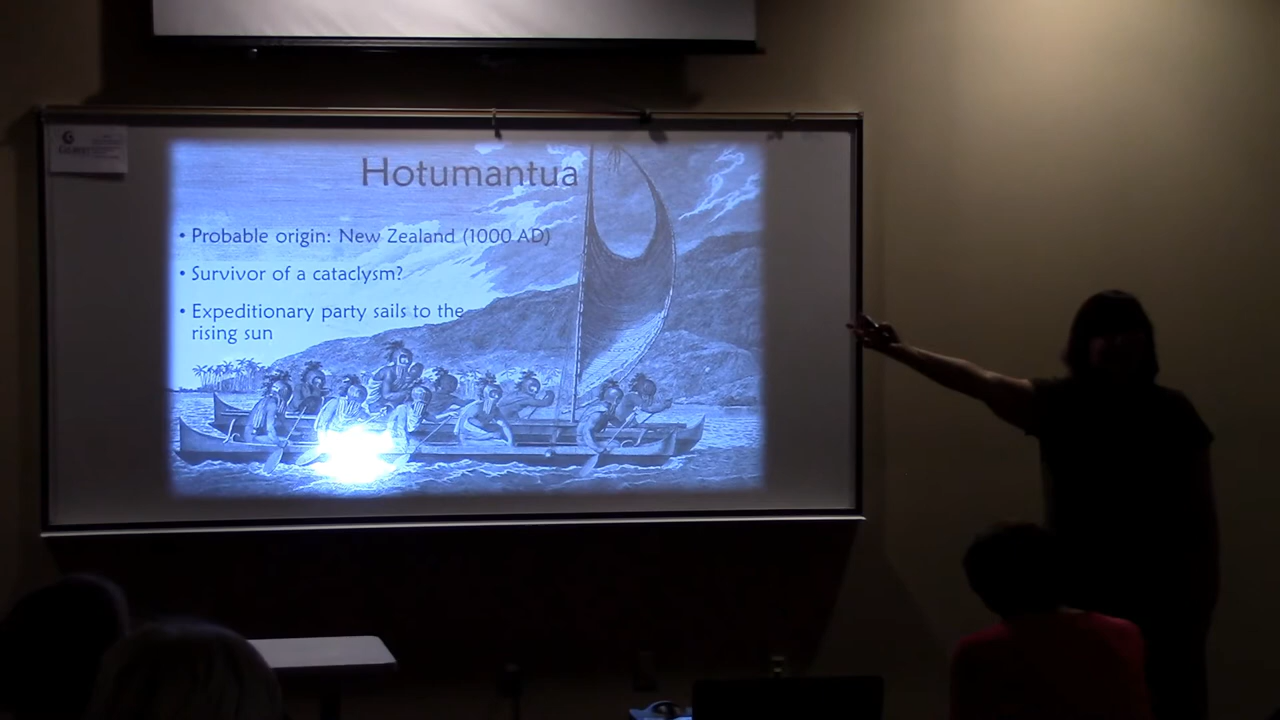 Hotumantua
• Probable origin: New Zealand (1000 AD)
• Survivor of a cataclysm?
• Expeditionary party sails to the
rising sun